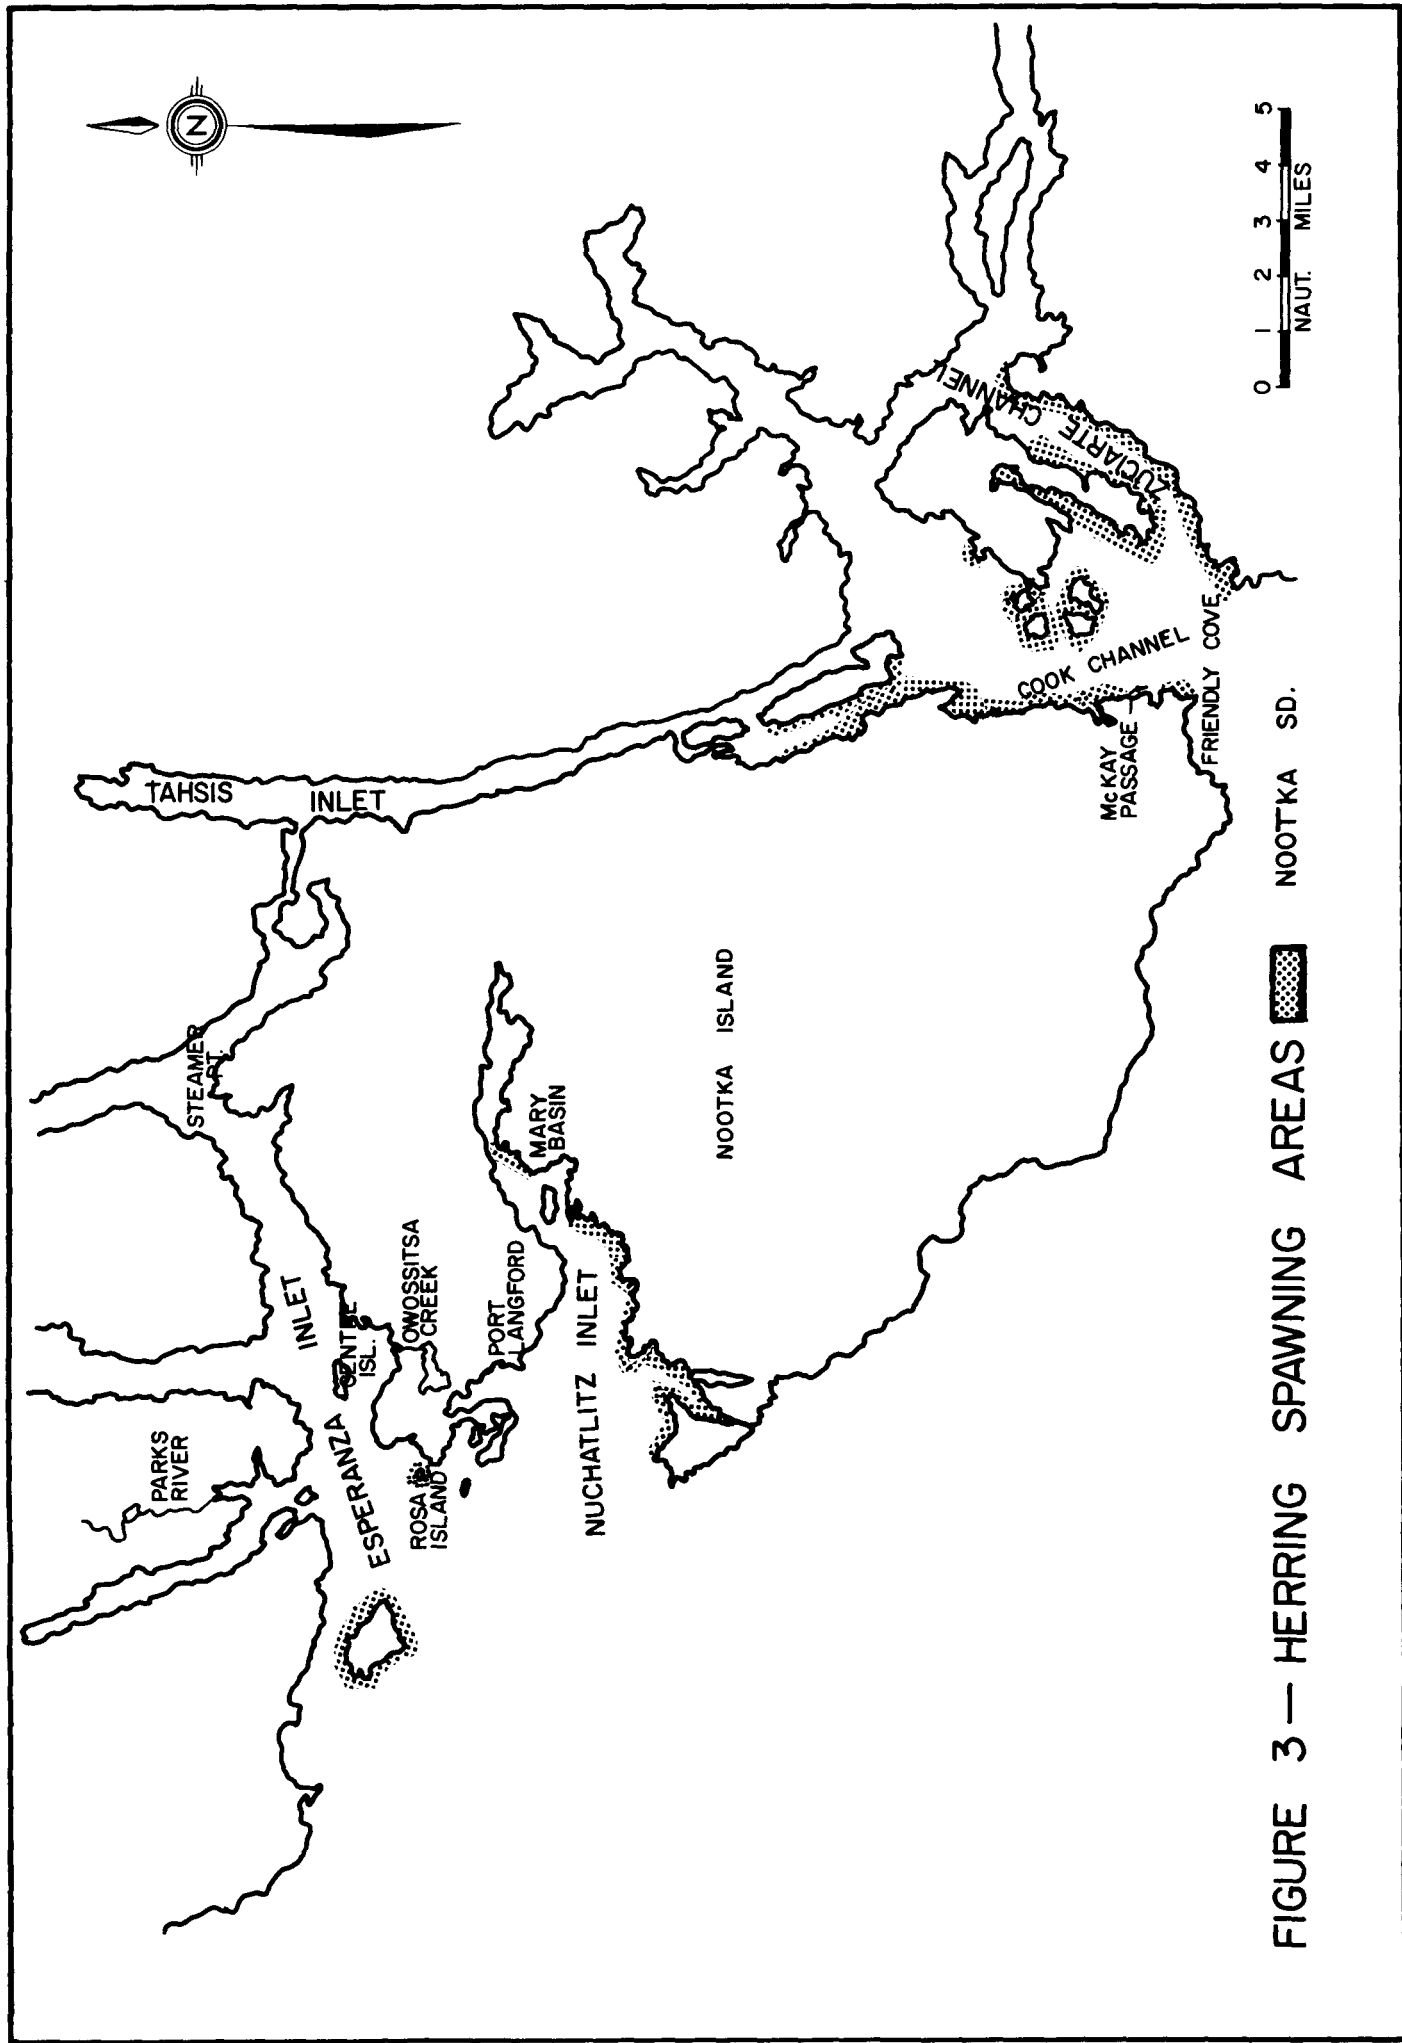 N
TAHSIS
INLET
STEAMER
PT.
PARKS
RIVER
ESPERANZA
INLET
CENTRE
ISL.
OWOSSITSA
CREEK
ROSA
ISLAND
PORT
LANGFORD
MARY
BASIN
NUCHATLITZ INLET
NOOTKA ISLAND
ZUCIARTE CHANNEL
COOK CHANNEL
McKAY
PASSAGE
FRIENDLY COVE
NOOTKA SD.
0 1 2 3 4 5
NAUT. MILES
FIGURE 3 — HERRING SPAWNING AREAS